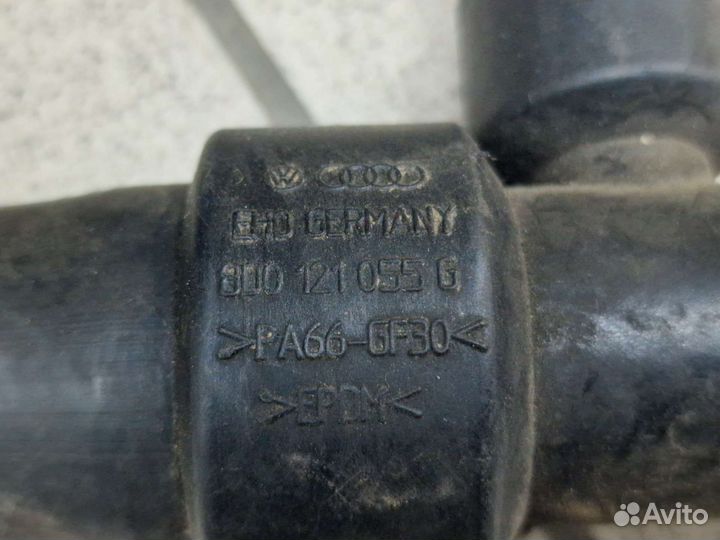 GERMANY
8D0 121 055 G
>PA66-GF30<
>EPDM<
Avito